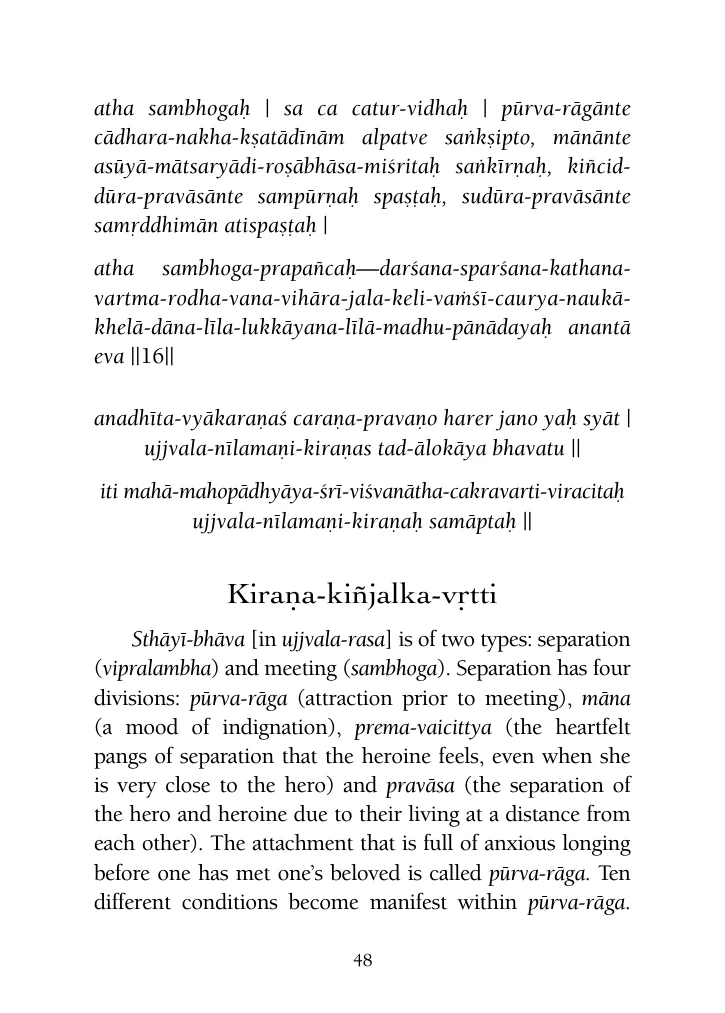 atha sambhogaḥ | sa ca catur-vidhaḥ | pūrva-rāgānte
cādhara-nakha-kṣatādīnām alpatve saṅkṣipto, mānānte
asūyā-mātsaryādi-roṣābhāsa-miśritaḥ saṅkīrṇaḥ, kiñcid-
dūra-pravāsānte sampūrṇaḥ spaṣṭaḥ, sudūra-pravāsānte
samṛddhimān atispaṣṭaḥ |
atha sambhoga-prapañcaḥ—darśana-sparśana-kathana-
vartma-rodha-vana-vihāra-jala-keli-vaṁśī-caurya-naukā-
khelā-dāna-līla-lukkāyana-līlā-madhu-pānādayaḥ anantā
eva ||16||
anadhīta-vyākaraṇaś caraṇa-pravaṇo harer jano yaḥ syāt |
ujjvala-nīlamaṇi-kiraṇas tad-ālokāya bhavatu ||
iti mahā-mahopādhyāya-śrī-viśvanātha-cakravarti-viracitaḥ
ujjvala-nīlamaṇi-kiraṇaḥ samāptaḥ ||
Kiraṇa-kiñjalka-vṛtti
Sthāyī-bhāva [in ujjvala-rasa] is of two types: separation
(vipralambha) and meeting (sambhoga). Separation has four
divisions: pūrva-rāga (attraction prior to meeting), māna
(a mood of indignation), prema-vaicittya (the heartfelt
pangs of separation that the heroine feels, even when she
is very close to the hero) and pravāsa (the separation of
the hero and heroine due to their living at a distance from
each other). The attachment that is full of anxious longing
before one has met one’s beloved is called pūrva-rāga. Ten
different conditions become manifest within pūrva-rāga.
48